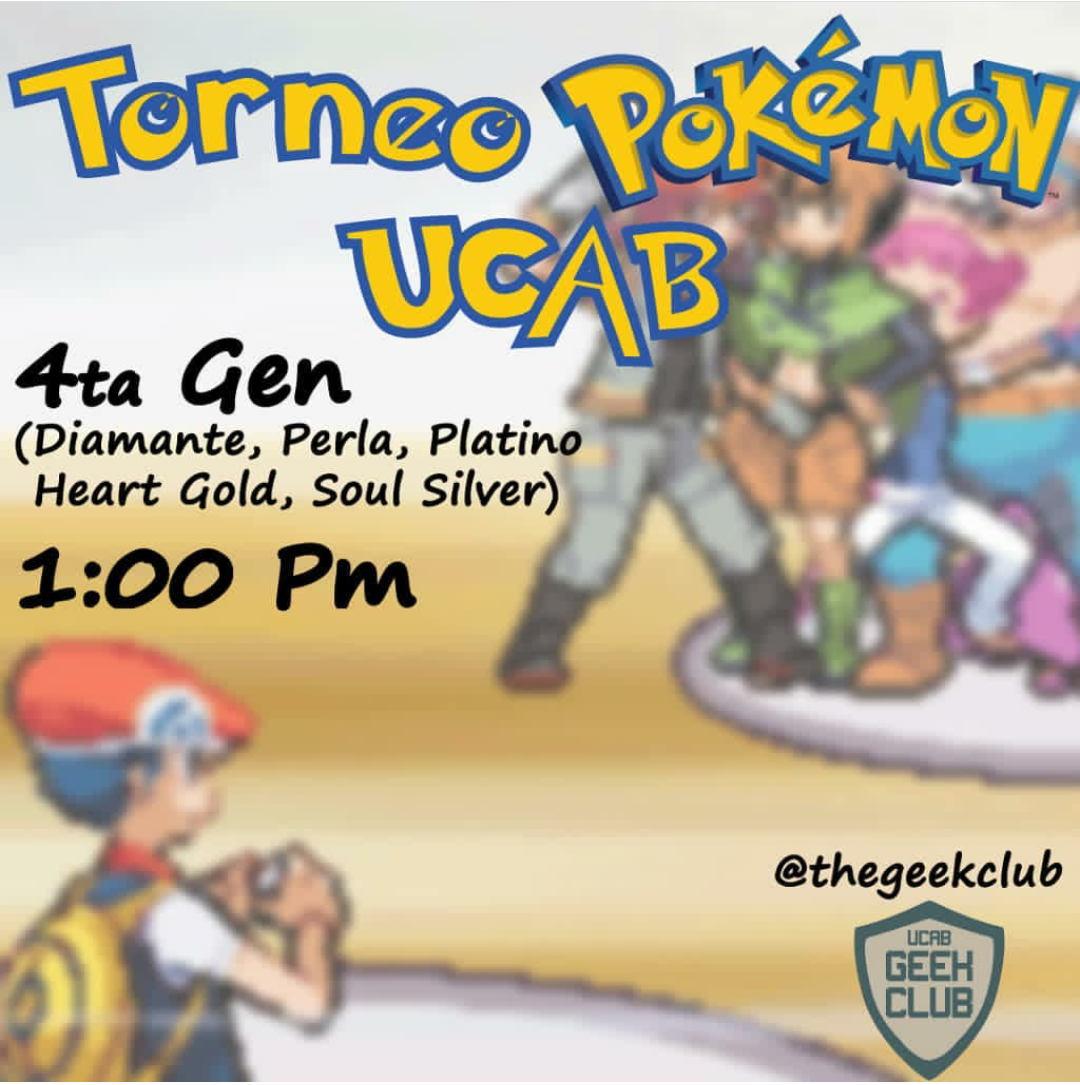 Torneo Pokémon
UCAB
4ta Gen
(Diamante, Perla, Platino
Heart Gold, Soul Silver)
1:00 Pm
@thegeekclub
UCAB
GEEK
CLUB